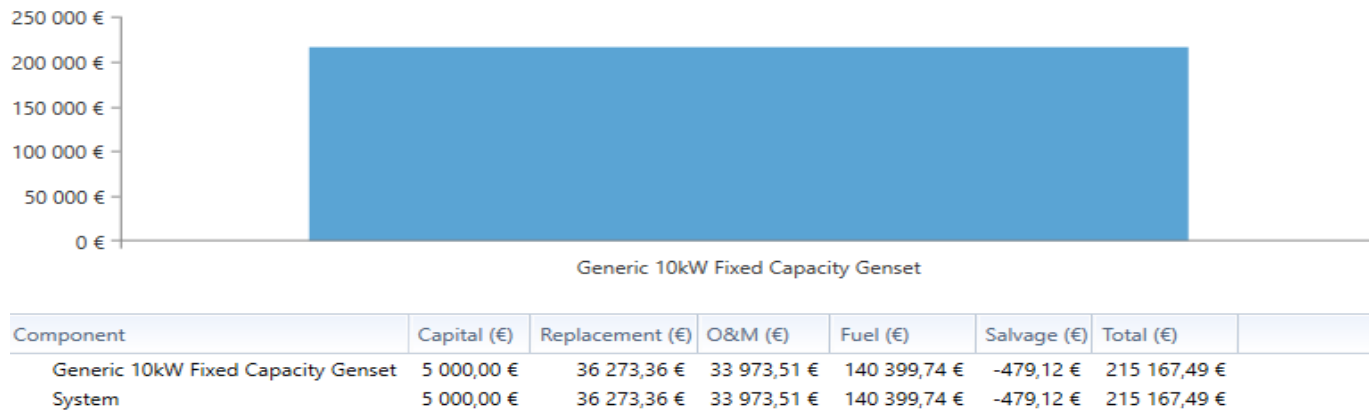 250 000 €
200 000 €
150 000 €
100 000 €
50 000 €
0 €
Generic 10kW Fixed Capacity Genset
Component Capital (€) Replacement (€) O&M (€) Fuel (€) Salvage (€) Total (€)
Generic 10kW Fixed Capacity Genset 5 000,00 € 36 273,36 € 33 973,51 € 140 399,74 € -479,12 € 215 167,49 €
System 5 000,00 € 36 273,36 € 33 973,51 € 140 399,74 € -479,12 € 215 167,49 €